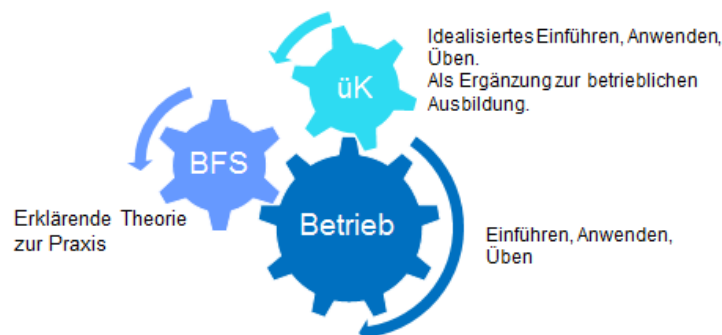 Idealisiertes Einführen, Anwenden,
Üben.
Als Ergänzung zur betrieblichen
Ausbildung.
üK
BFS
Betrieb
Erklärende Theorie
zur Praxis
Einführen, Anwenden,
Üben